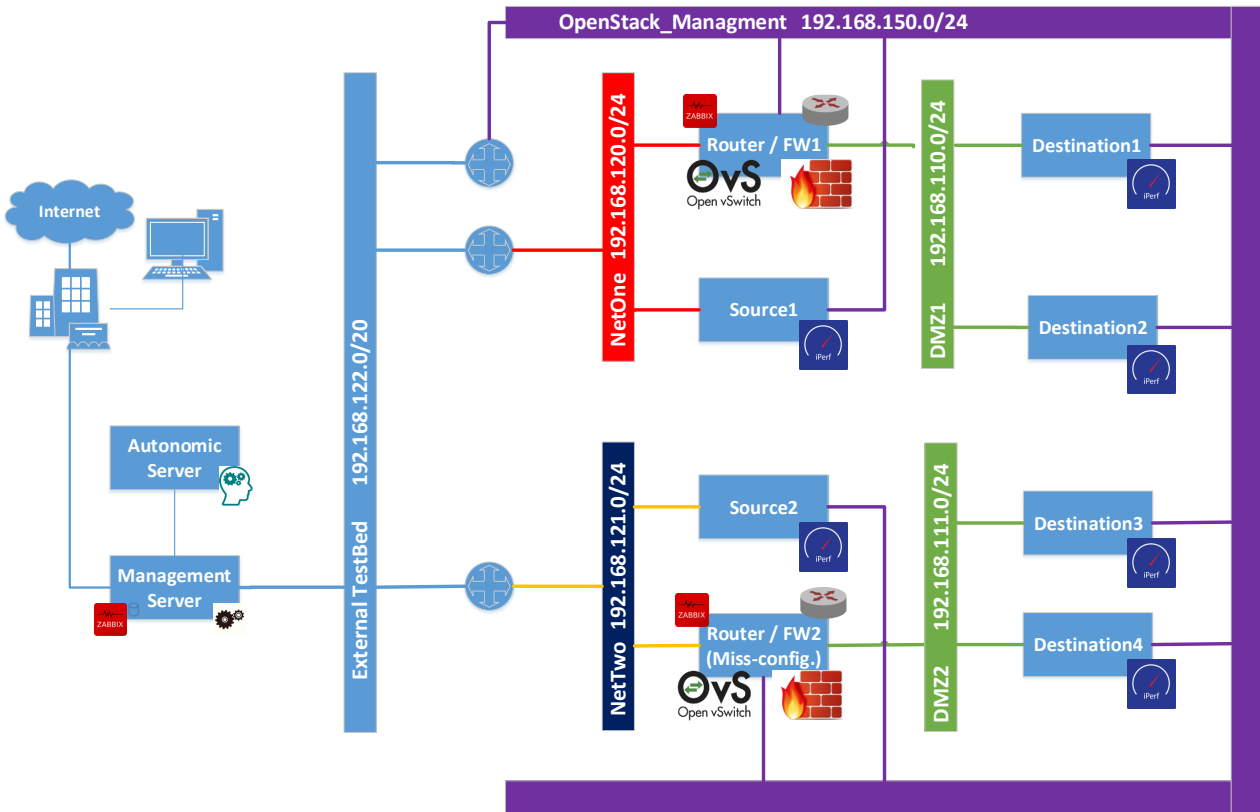 OpenStack_Managment 192.168.150.0/24
External TestBed 192.168.122.0/20
NetOne 192.168.120.0/24
ZABBIX
Router / FW1
OvS
Open vSwitch
DMZ1 192.168.110.0/24
Destination1
iPerf
Internet
Source1
iPerf
Destination2
iPerf
Autonomic
Server
Management
Server
ZABBIX
NetTwo 192.168.121.0/24
Source2
iPerf
ZABBIX
Router / FW2
(Miss-config.)
OvS
Open vSwitch
DMZ2 192.168.111.0/24
Destination3
iPerf
Destination4
iPerf